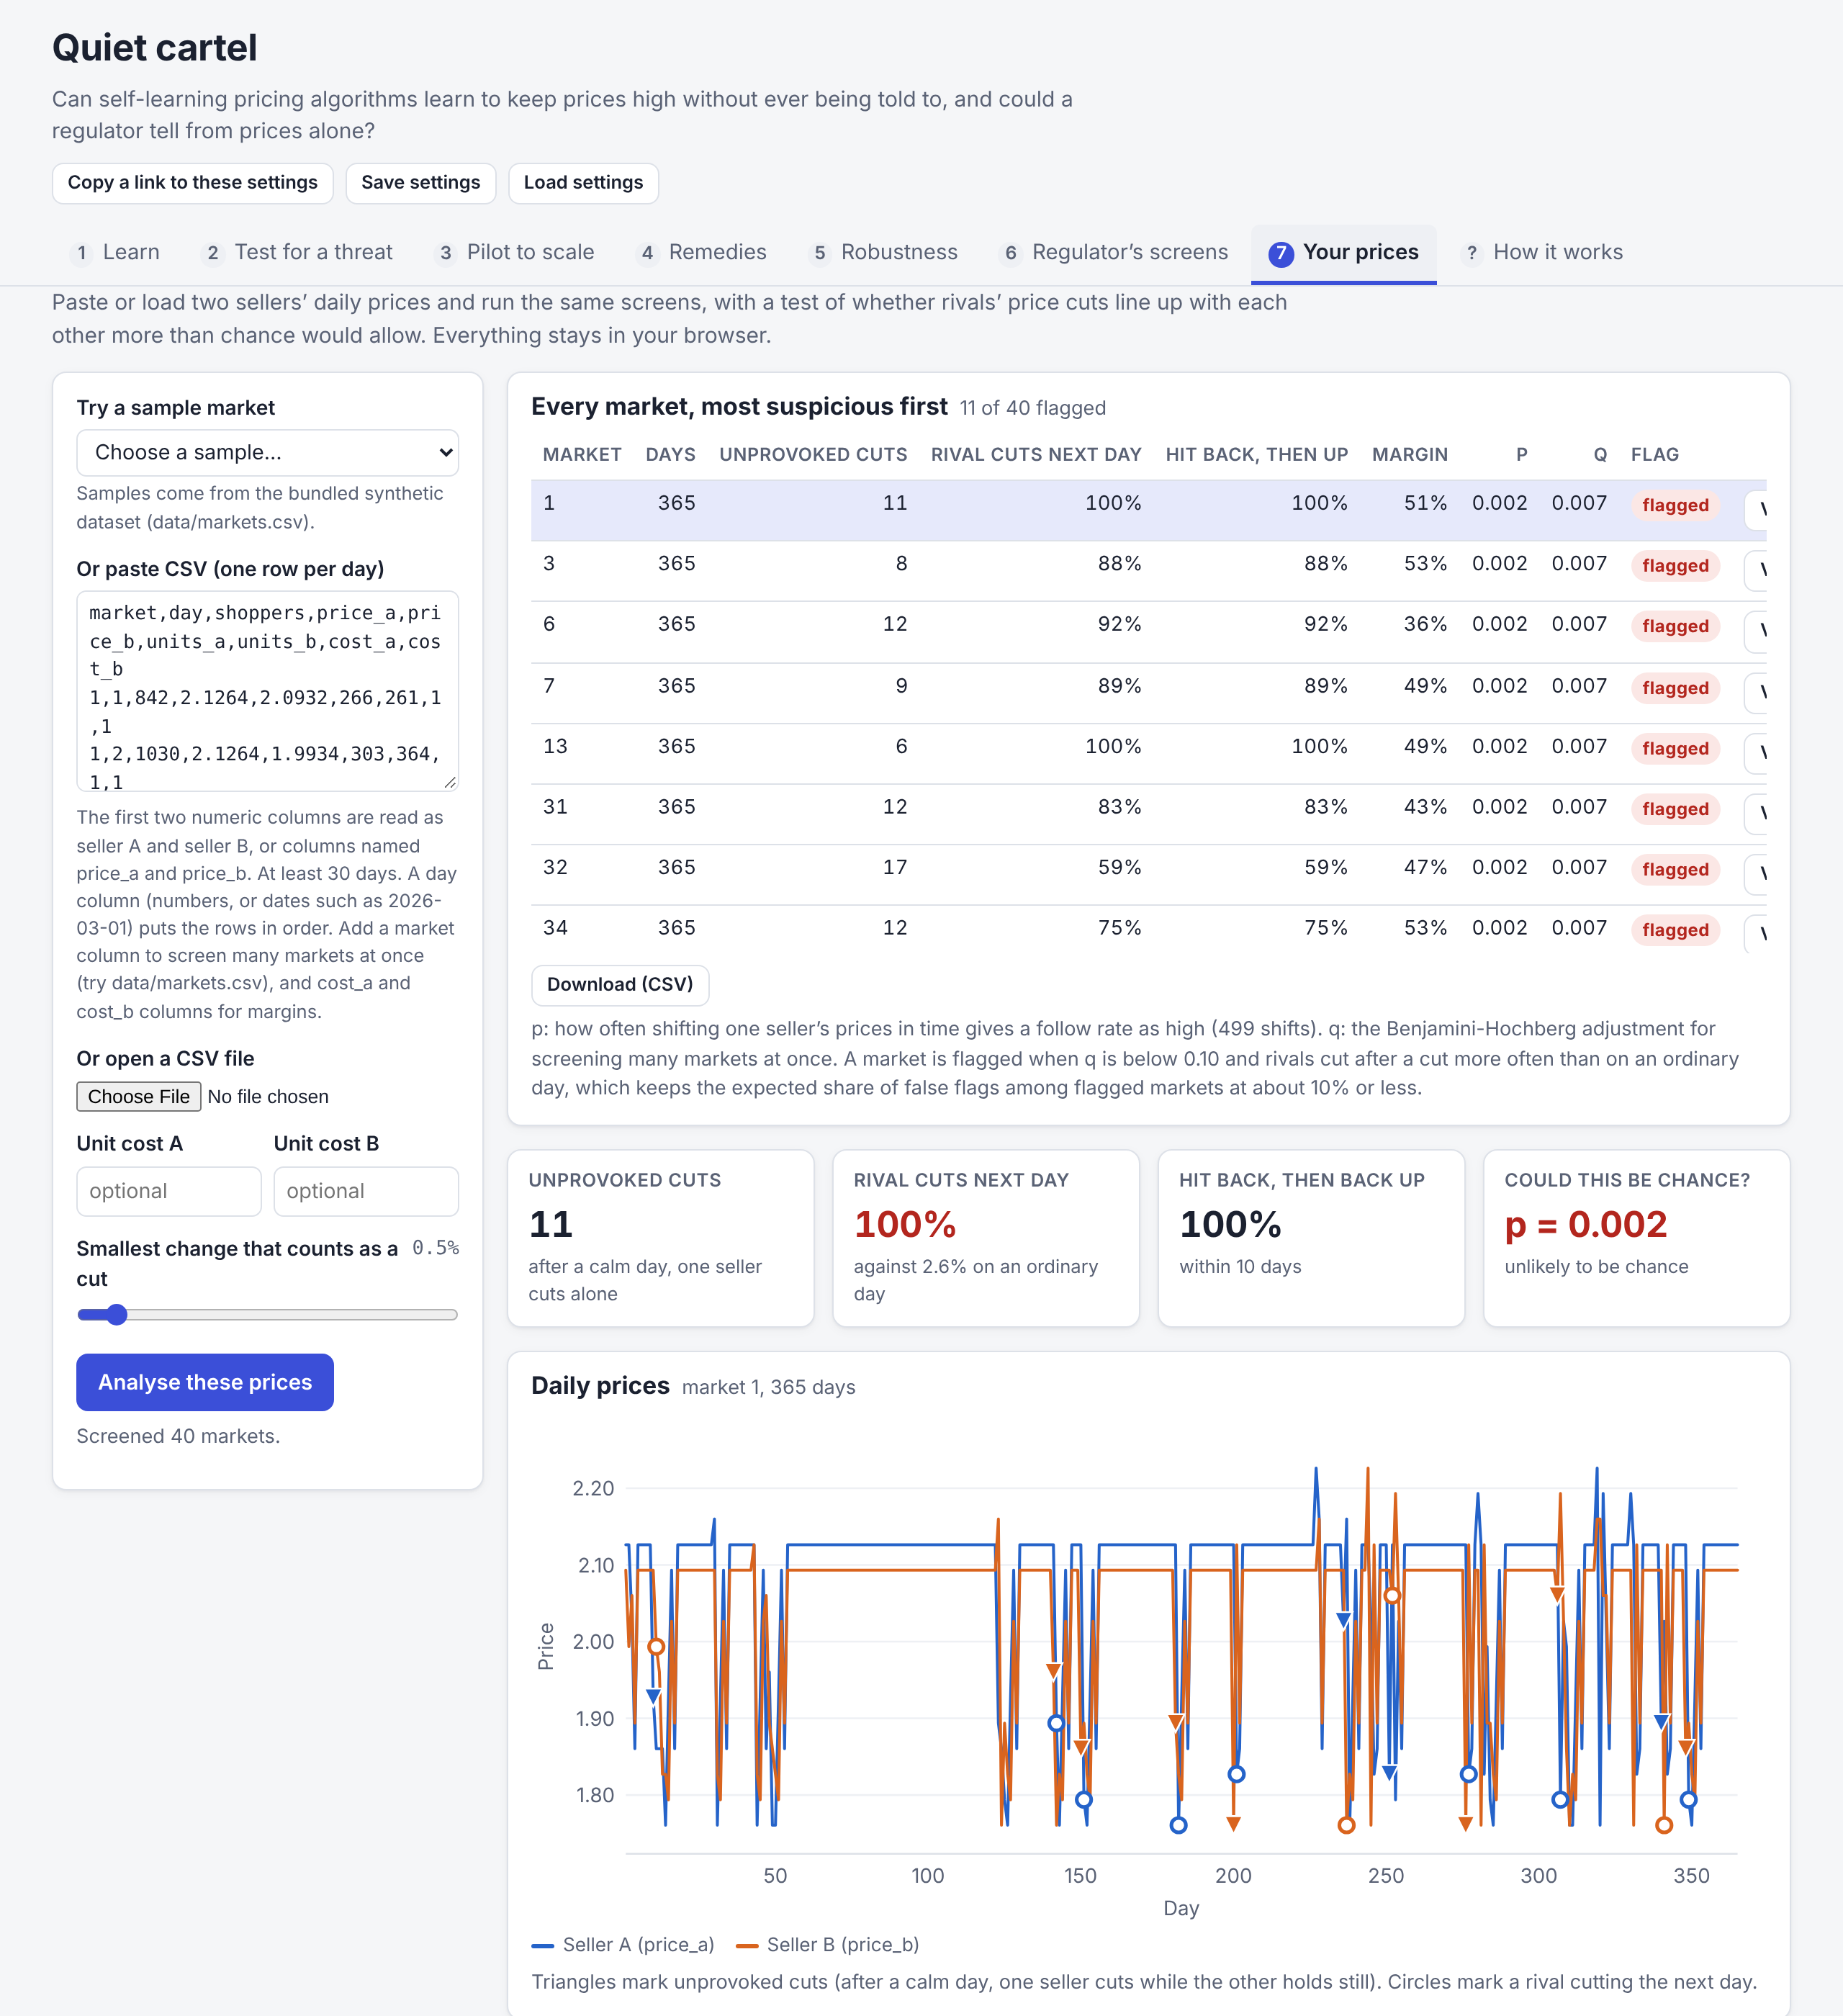 Quiet cartel
Can self-learning pricing algorithms learn to keep prices high without ever being told to, and could a
regulator tell from prices alone?
Copy a link to these settings Save settings Load settings
1 Learn 2 Test for a threat 3 Pilot to scale 4 Remedies 5 Robustness 6 Regulator’s screens 7 Your prices ? How it works
Paste or load two sellers’ daily prices and run the same screens, with a test of whether rivals’ price cuts line up with each
other more than chance would allow. Everything stays in your browser.
Try a sample market
Choose a sample...
Samples come from the bundled synthetic
dataset (data/markets.csv).
Or paste CSV (one row per day)
market,day,shoppers,price_a,pri
ce_b,units_a,units_b,cost_a,cos
t_b
1,1,842,2.1264,2.0932,266,261,1
,1
1,2,1030,2.1264,1.9934,303,364,
1,1
The first two numeric columns are read as
seller A and seller B, or columns named
price_a and price_b. At least 30 days. A day
column (numbers, or dates such as 2026-
03-01) puts the rows in order. Add a market
column to screen many markets at once
(try data/markets.csv), and cost_a and
cost_b columns for margins.
Or open a CSV file
Choose File No file chosen
Unit cost A Unit cost B
optional optional
Smallest change that counts as a 0.5%
cut
Analyse these prices
Screened 40 markets.
Every market, most suspicious first 11 of 40 flagged
MARKET DAYS UNPROVOKED CUTS RIVAL CUTS NEXT DAY HIT BACK, THEN UP MARGIN P Q FLAG
1 365 11 100% 100% 51% 0.002 0.007 flagged
3 365 8 88% 88% 53% 0.002 0.007 flagged
6 365 12 92% 92% 36% 0.002 0.007 flagged
7 365 9 89% 89% 49% 0.002 0.007 flagged
13 365 6 100% 100% 49% 0.002 0.007 flagged
31 365 12 83% 83% 43% 0.002 0.007 flagged
32 365 17 59% 59% 47% 0.002 0.007 flagged
34 365 12 75% 75% 53% 0.002 0.007 flagged
Download (CSV)
p: how often shifting one seller’s prices in time gives a follow rate as high (499 shifts). q: the Benjamini-Hochberg adjustment for
screening many markets at once. A market is flagged when q is below 0.10 and rivals cut after a cut more often than on an ordinary
day, which keeps the expected share of false flags among flagged markets at about 10% or less.
UNPROVOKED CUTS
11
after a calm day, one seller
cuts alone
RIVAL CUTS NEXT DAY
100%
against 2.6% on an ordinary
day
HIT BACK, THEN BACK UP
100%
within 10 days
COULD THIS BE CHANCE?
p = 0.002
unlikely to be chance
Daily prices market 1, 365 days
2.20
2.10
2.00
1.90
1.80
Price
50 100 150 200 250 300 350
Day
Seller A (price_a) Seller B (price_b)
Triangles mark unprovoked cuts (after a calm day, one seller cuts while the other holds still). Circles mark a rival cutting the next day.